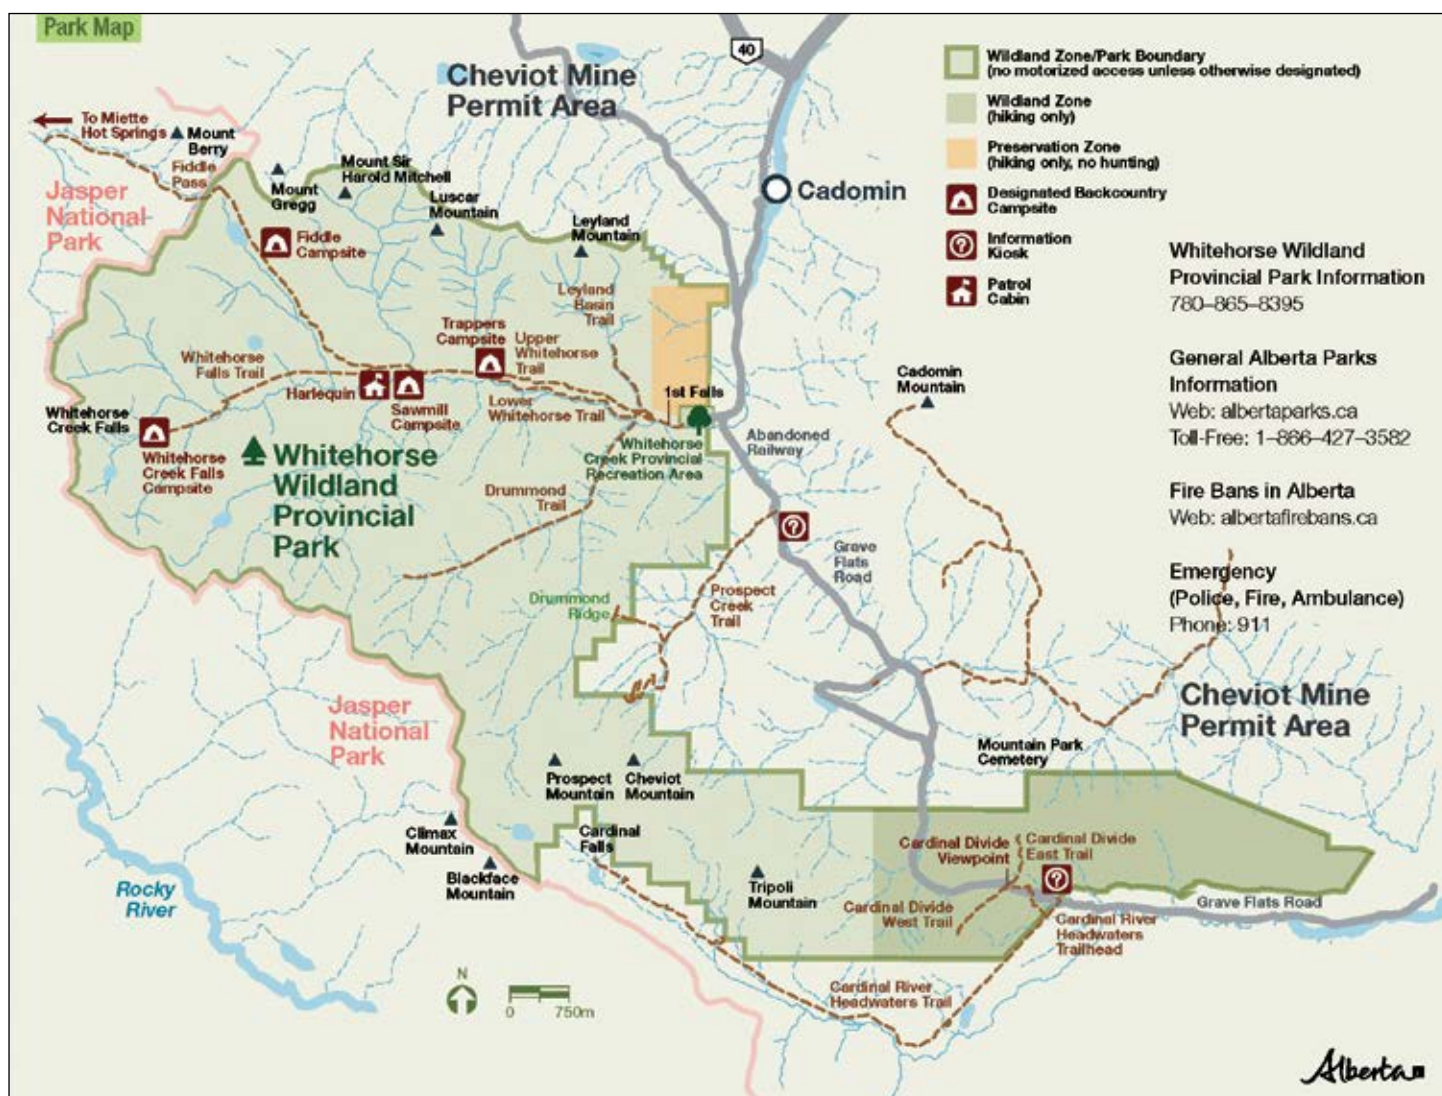 Park Map
40
Cheviot Mine
Permit Area
Wildland Zone/Park Boundary
(no motorized access unless otherwise designated)
Wildland Zone
(hiking only)
Preservation Zone
(hiking only, no hunting)
Designated Backcountry
Campsite
Information
Kiosk
Patrol
Cabin
Whitehorse Wildland
Provincial Park Information
780–865–8395
General Alberta Parks
Information
Web: albertaparks.ca
Toll-Free: 1–866–427–3582
Fire Bans in Alberta
Web: albertafirebans.ca
Emergency
(Police, Fire, Ambulance)
Phone: 911
To Miette
Hot Springs
Mount
Berry
Fiddle
Pass
Jasper
National
Park
Mount
Gregg
Mount Sir
Harold Mitchell
Luscar
Mountain
Leyland
Mountain
Cadomin
Fiddle
Campsite
Leyland
Basin
Trail
Trappers
Campsite
Upper
Whitehorse
Trail
Whitehorse
Falls Trail
Harlequin
Sawmill
Campsite
Lower
Whitehorse Trail
1st Falls
Cadomin
Mountain
Whitehorse
Creek Falls
Whitehorse
Creek Falls
Campsite
Whitehorse
Wildland
Provincial
Park
Whitehorse
Creek Provincial
Recreation Area
Abandoned
Railway
Drummond
Trail
Grave
Flats
Road
Drummond
Ridge
Prospect
Creek
Trail
Jasper
National
Park
Cheviot Mine
Permit Area
Mountain Park
Cemetery
Prospect
Mountain
Cheviot
Mountain
Climax
Mountain
Cardinal
Falls
Blackface
Mountain
Tripoli
Mountain
Cardinal Divide
Viewpoint
Cardinal Divide
East Trail
Cardinal Divide
West Trail
Cardinal River
Headwaters
Trailhead
Grave Flats Road
Rocky
River
Cardinal River
Headwaters Trail
N
0 750m
Alberta